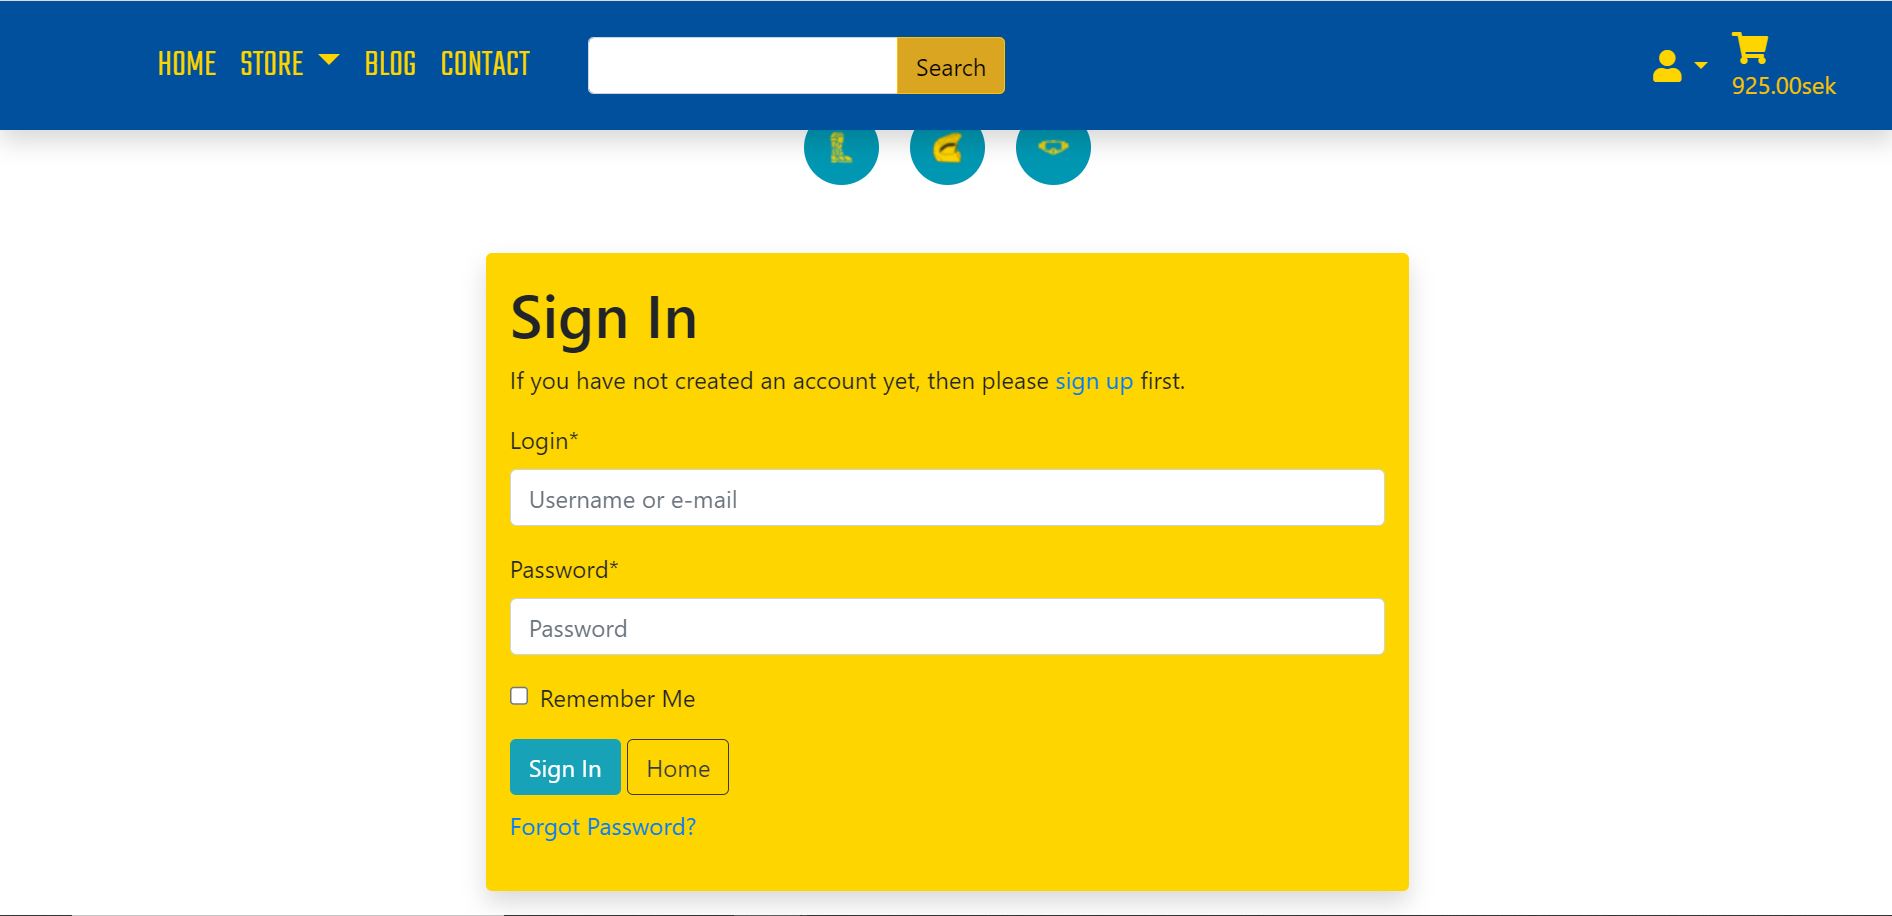 HOME STORE BLOG CONTACT Search
925.00sek
Sign In
If you have not created an account yet, then please sign up first.
Login*
Username or e-mail
Password*
Password
Remember Me
Sign In Home
Forgot Password?